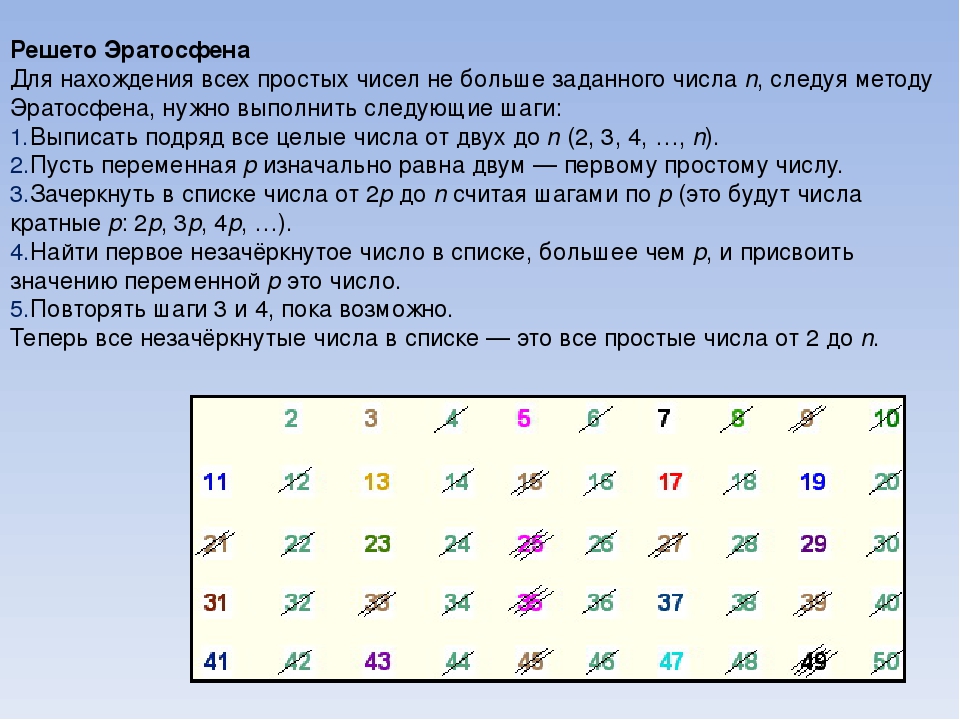 Решето Эратосфена
Для нахождения всех простых чисел не больше заданного числа n, следуя методу
Эратосфена, нужно выполнить следующие шаги:
1.Выписать подряд все целые числа от двух до n (2, 3, 4, …, n).
2.Пусть переменная p изначально равна двум — первому простому числу.
3.Зачеркнуть в списке числа от 2p до n считая шагами по p (это будут числа
кратные p: 2p, 3p, 4p, …).
4.Найти первое незачёркнутое число в списке, большее чем p, и присвоить
значению переменной p это число.
5.Повторять шаги 3 и 4, пока возможно.
Теперь все незачёркнутые числа в списке — это все простые числа от 2 до n.
2 3 4 5 6 7 8 9 10
11 12 13 14 15 16 17 18 19 20
21 22 23 24 25 26 27 28 29 30
31 32 33 34 35 36 37 38 39 40
41 42 43 44 45 46 47 48 49 50